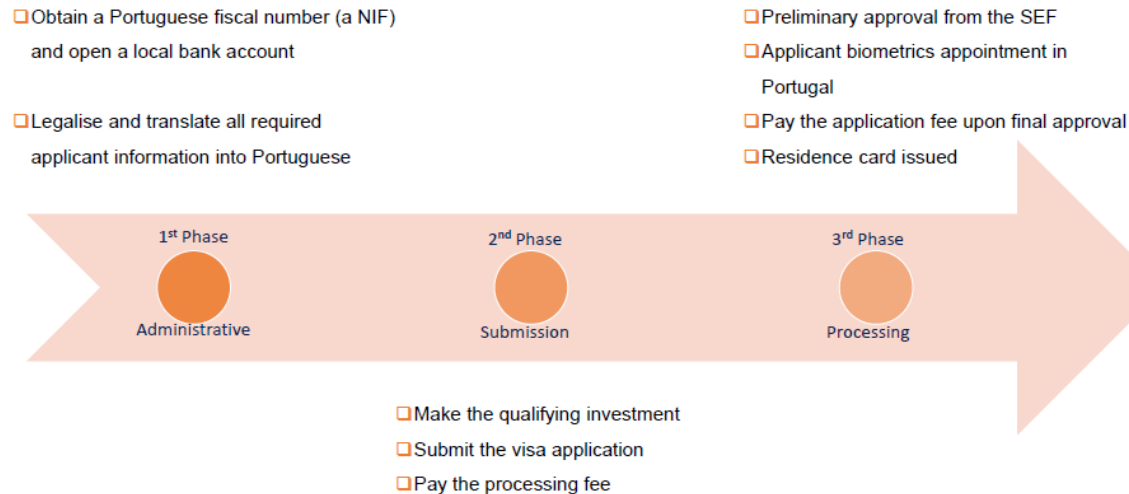 Obtain a Portuguese fiscal number (a NIF)
and open a local bank account
Legalise and translate all required
applicant information into Portuguese
Preliminary approval from the SEF
Applicant biometrics appointment in
Portugal
Pay the application fee upon final approval
Residence card issued
1st Phase
Administrative
2nd Phase
Submission
3rd Phase
Processing
Make the qualifying investment
Submit the visa application
Pay the processing fee